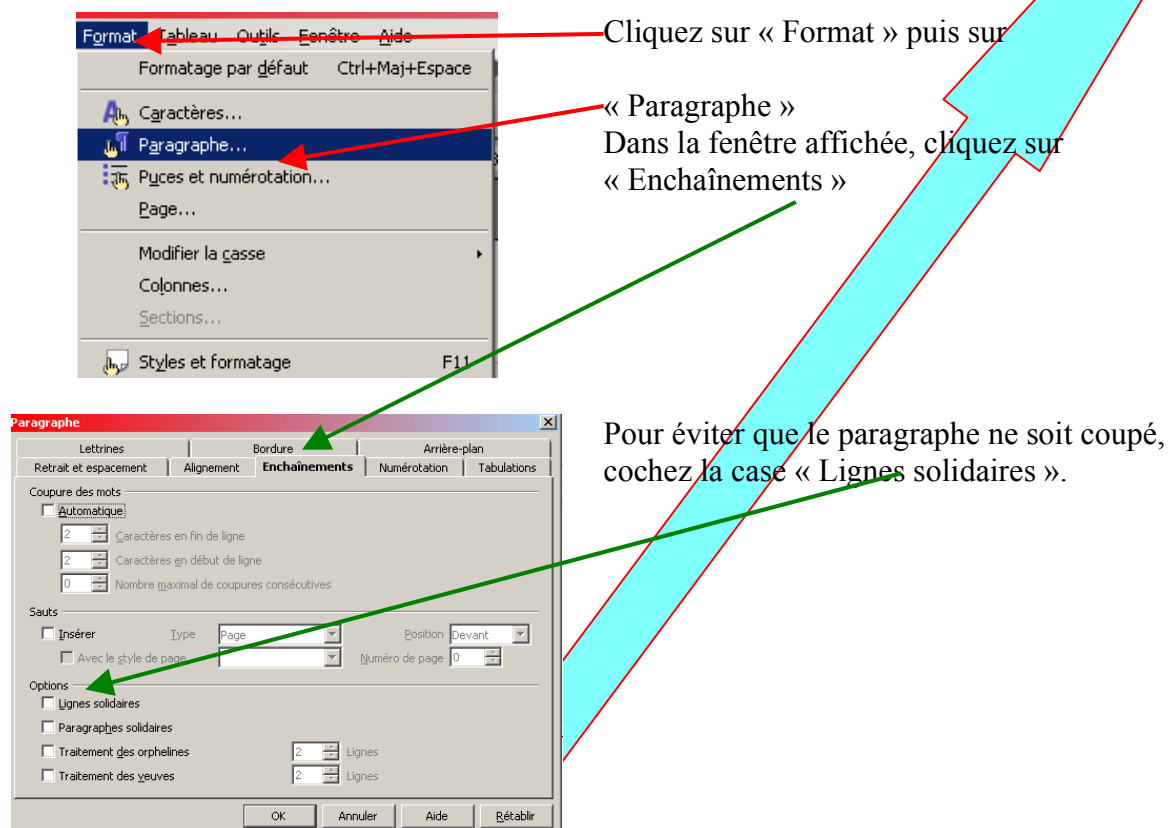 Format Tableau Outils Fenêtre Aide
Formatage par défaut Ctrl+Maj+Espace
Caractères...
Paragraphe...
Puces et numérotation...
Page...
Modifier la casse
Colonnes...
Sections...
Styles et formatage F11
Cliquez sur « Format » puis sur
« Paragraphe »
Dans la fenêtre affichée, cliquez sur
« Enchaînements »
Paragraphe
Lettrines Bordure Arrière-plan
Retrait et espacement Alignement Enchaînements Numérotation Tabulations
Coupure des mots
Automatique
2 Caractères en fin de ligne
2 Caractères en début de ligne
0 Nombre maximal de coupures consécutives
Sauts
Insérer Type Page Position Devant
Avec le style de page Numéro de page 0
Options
Lignes solidaires
Paragraphes solidaires
Traitement des orphelines 2 Lignes
Traitement des veuves 2 Lignes
OK Annuler Aide Rétablir
Pour éviter que le paragraphe ne soit coupé,
cochez la case « Lignes solidaires ».